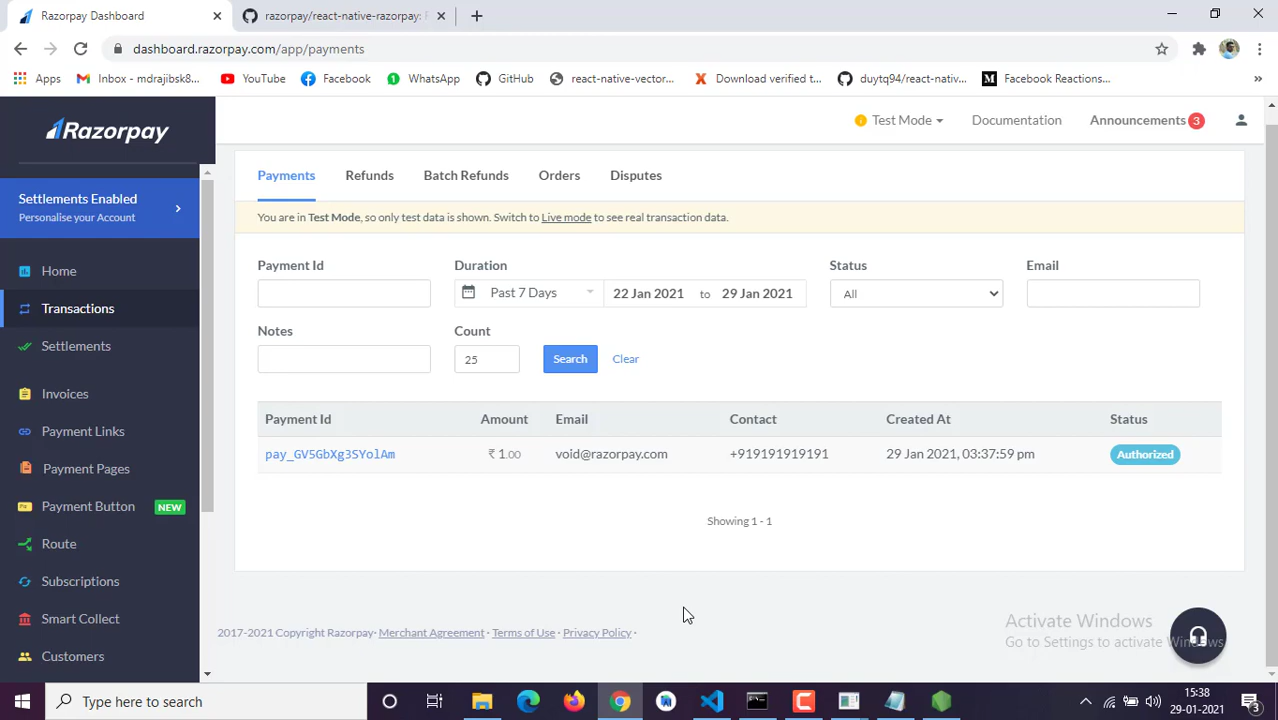 Razorpay Dashboard
razorpay/react-native-razorpay: F
dashboard.razorpay.com/app/payments
Apps
Inbox - mdrajibsk8...
YouTube
Facebook
WhatsApp
GitHub
react-native-vector...
Download verified t...
duytq94/react-nativ...
Facebook Reactions...
»
Razorpay
Test Mode
Documentation
Announcements 3
Settlements Enabled
Personalise your Account
Home
Transactions
Settlements
Invoices
Payment Links
Payment Pages
Payment Button NEW
Route
Subscriptions
Smart Collect
Customers
Payments Refunds Batch Refunds Orders Disputes
You are in Test Mode, so only test data is shown. Switch to Live mode to see real transaction data.
Payment Id Duration Status Email
Past 7 Days 22 Jan 2021 to 29 Jan 2021 All
Notes Count
25 Search Clear
Payment Id Amount Email Contact Created At Status
pay_GV5GbXg3SYolAm ₹ 1.00 void@razorpay.com +919191919191 29 Jan 2021, 03:37:59 pm Authorized
Showing 1 - 1
2017-2021 Copyright Razorpay· Merchant Agreement · Terms of Use · Privacy Policy ·
Activate Windows
Go to Settings to activate Windows.
Type here to search
15:38
29-01-2021
3